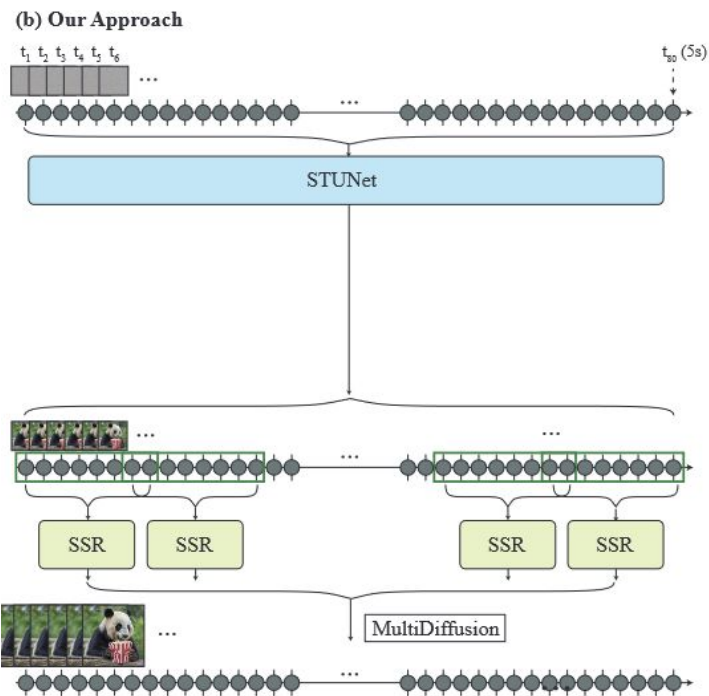 (b) Our Approach
t1 t2 t3 t4 t5 t6 ... t80 (5s)
...
STUNet
... ...
...
SSR SSR SSR SSR
MultiDiffusion
...
...